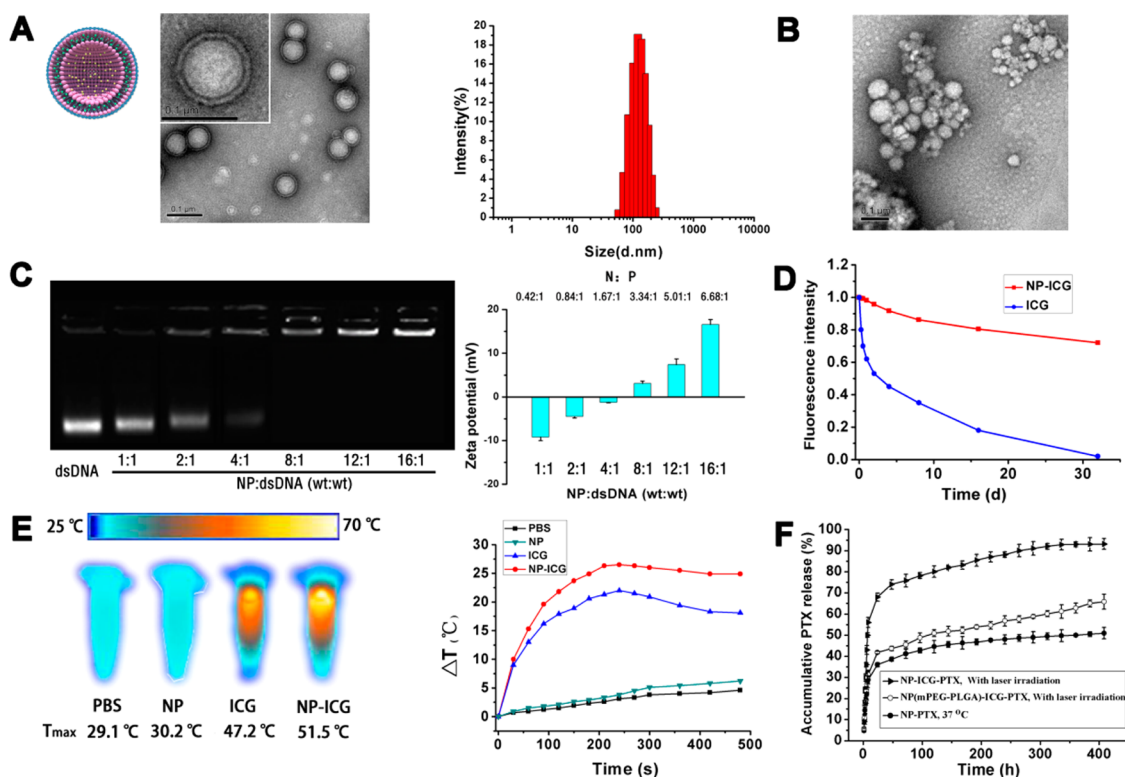 A
0.1 μm
0.1 μm
Intensity(%)
20
18
16
14
12
10
8
6
4
2
0
1
10
100
1000
10000
Size(d.nm)
B
0.1 μm
C
dsDNA
1:1
2:1
4:1
8:1
12:1
16:1
NP:dsDNA (wt:wt)
N: P
0.42:1
0.84:1
1.67:1
3.34:1
5.01:1
6.68:1
Zeta potential (mV)
20
10
0
-10
-20
1:1
2:1
4:1
8:1
12:1
16:1
NP:dsDNA (wt:wt)
D
NP-ICG
ICG
Fluorescence intensity
1.2
1.0
0.8
0.6
0.4
0.2
0.0
0
10
20
30
Time (d)
E
25 ℃
70 ℃
PBS
NP
ICG
NP-ICG
Tmax
29.1 ℃
30.2 ℃
47.2 ℃
51.5 ℃
PBS
NP
ICG
NP-ICG
△T (℃)
30
25
20
15
10
5
0
0
100
200
300
400
500
Time (s)
F
Accumulative PTX release (%)
100
90
80
70
60
50
40
30
20
10
0
NP-ICG-PTX, With laser irradiation
NP(mPEG-PLGA)-ICG-PTX, With laser irradiation
NP-PTX, 37 ⁰C
0
100
200
300
400
Time (h)